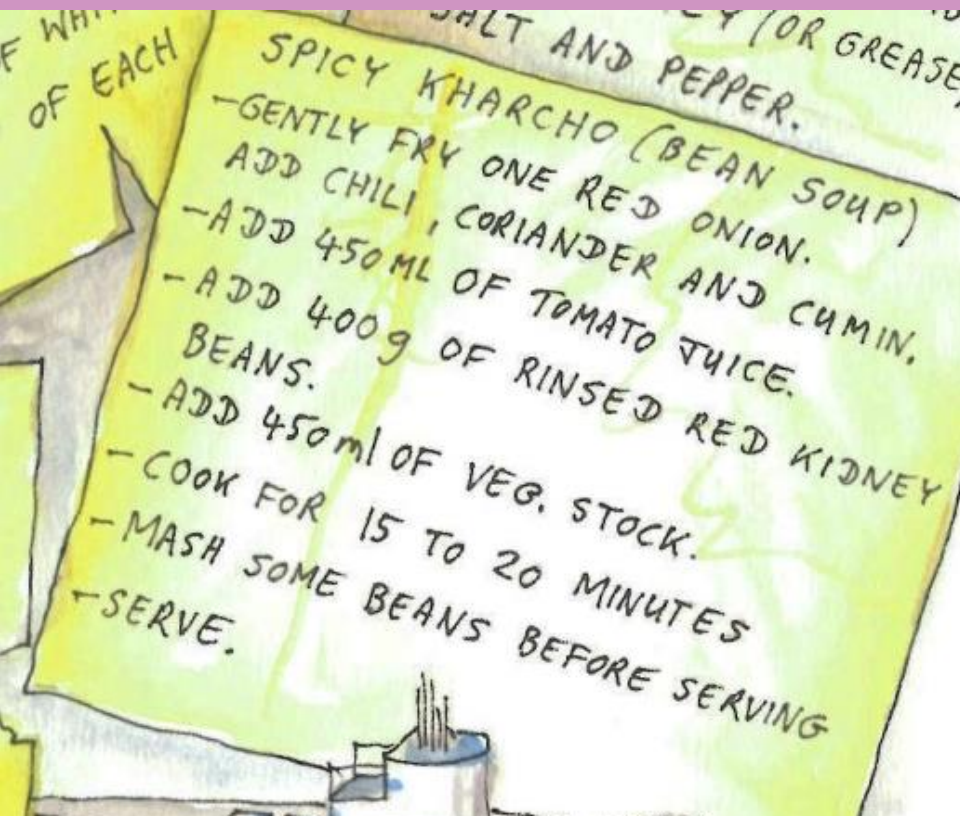 OF EACH
SALT AND PEPPER.
(OR GREASE
SPICY KHARCHO (BEAN SOUP)
-GENTLY FRY ONE RED ONION.
ADD CHILI, CORIANDER AND CUMIN.
-ADD 450ML OF TOMATO JUICE.
-ADD 400g OF RINSED RED KIDNEY
BEANS.
-ADD 450ml OF VEG. STOCK.
-COOK FOR 15 TO 20 MINUTES
-MASH SOME BEANS BEFORE SERVING
-SERVE.